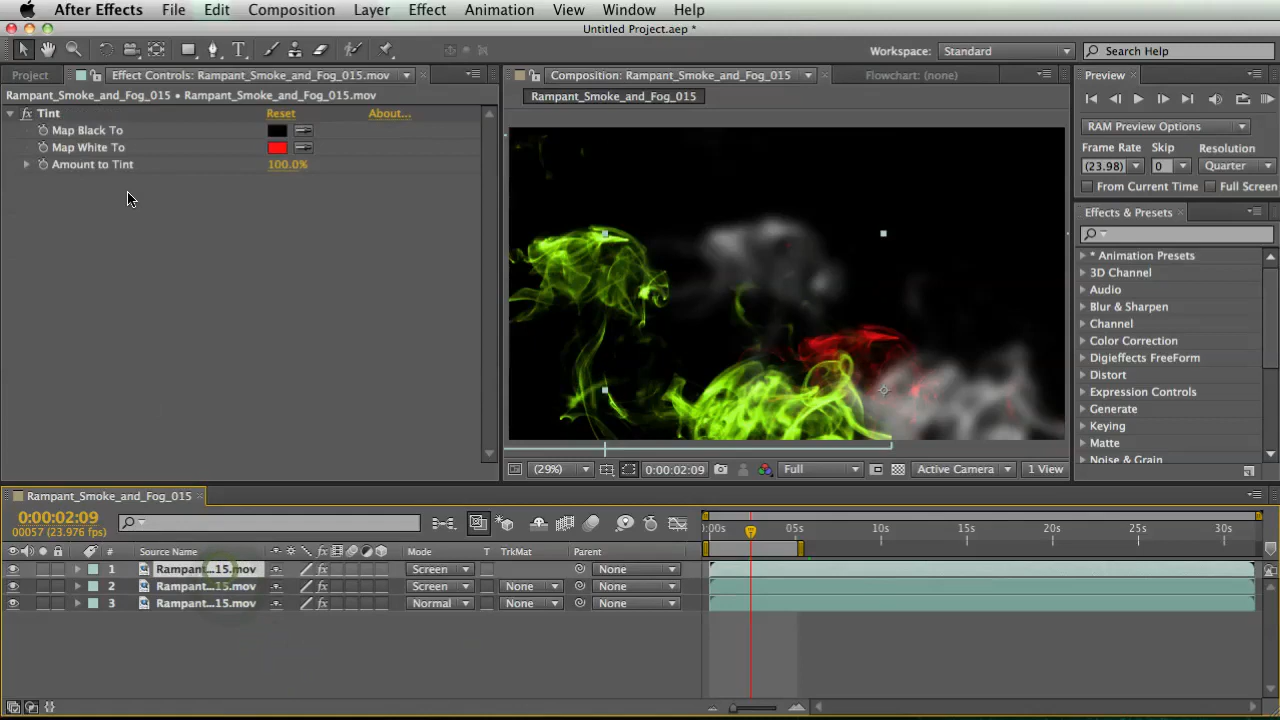 After Effects File Edit Composition Layer Effect Animation View Window Help
Untitled Project.aep *
Workspace: Standard Search Help
Project Effect Controls: Rampant_Smoke_and_Fog_015.mov Composition: Rampant_Smoke_and_Fog_015 Flowchart: (none) Preview
Rampant_Smoke_and_Fog_015 • Rampant_Smoke_and_Fog_015.mov
Rampant_Smoke_and_Fog_015
fx Tint Reset About...
Map Black To
Map White To
Amount to Tint 100.0%
RAM Preview Options
Frame Rate Skip Resolution
(23.98) 0 Quarter
From Current Time Full Screen
Effects & Presets
* Animation Presets
3D Channel
Audio
Blur & Sharpen
Channel
Color Correction
Digieffects FreeForm
Distort
Expression Controls
Generate
Keying
Matte
Noise & Grain
(29%) 0:00:02:09 Full Active Camera 1 View
Rampant_Smoke_and_Fog_015
0:00:02:09
00057 (23.976 fps)
):00s 05s 10s 15s 20s 25s 30s
# Source Name fx Mode T TrkMat Parent
1 Rampant...15.mov fx Screen None
2 Rampant...15.mov fx Screen None None
3 Rampant...15.mov fx Normal None None